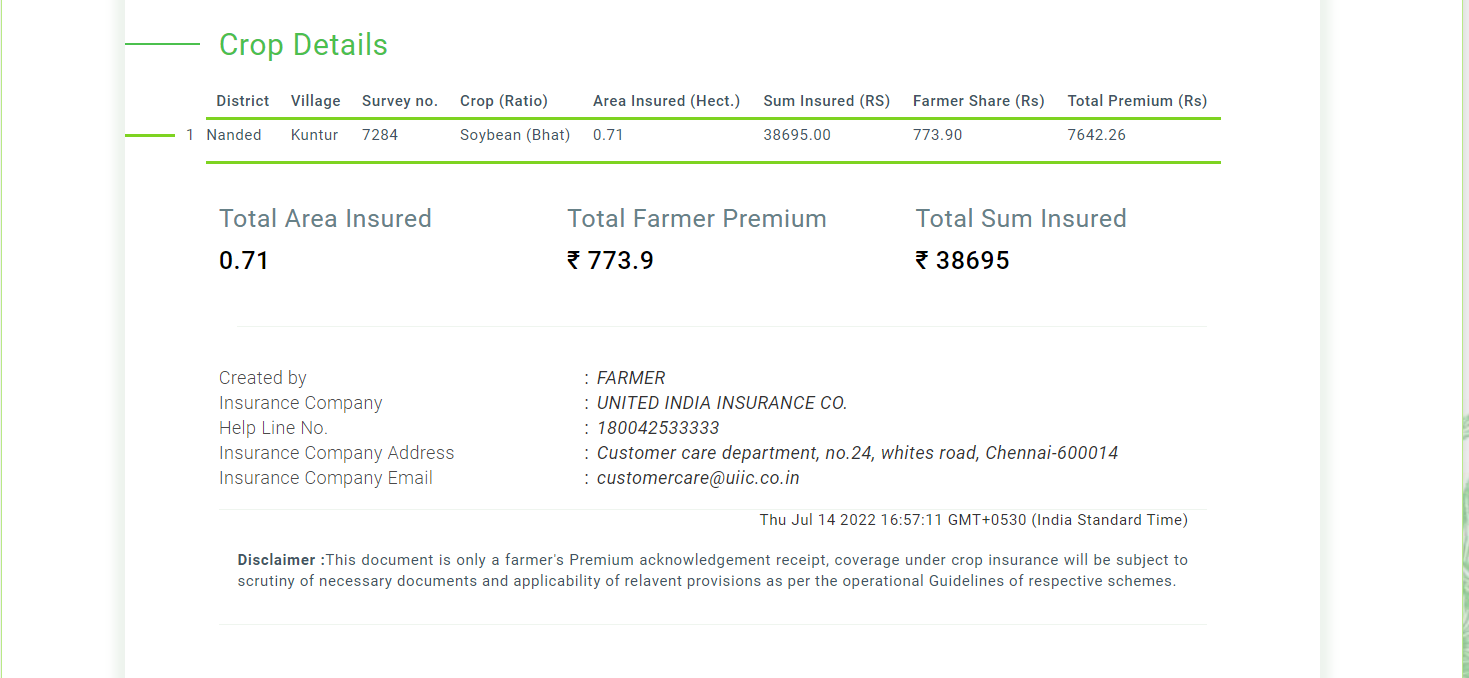 Crop Details
District Village Survey no. Crop (Ratio) Area Insured (Hect.) Sum Insured (RS) Farmer Share (Rs) Total Premium (Rs)
1 Nanded Kuntur 7284 Soybean (Bhat) 0.71 38695.00 773.90 7642.26
Total Area Insured Total Farmer Premium Total Sum Insured
0.71 ₹ 773.9 ₹ 38695
Created by : FARMER
Insurance Company : UNITED INDIA INSURANCE CO.
Help Line No. : 180042533333
Insurance Company Address : Customer care department, no.24, whites road, Chennai-600014
Insurance Company Email : customercare@uiic.co.in
Thu Jul 14 2022 16:57:11 GMT+0530 (India Standard Time)
Disclaimer :This document is only a farmer's Premium acknowledgement receipt, coverage under crop insurance will be subject to
scrutiny of necessary documents and applicability of relavent provisions as per the operational Guidelines of respective schemes.